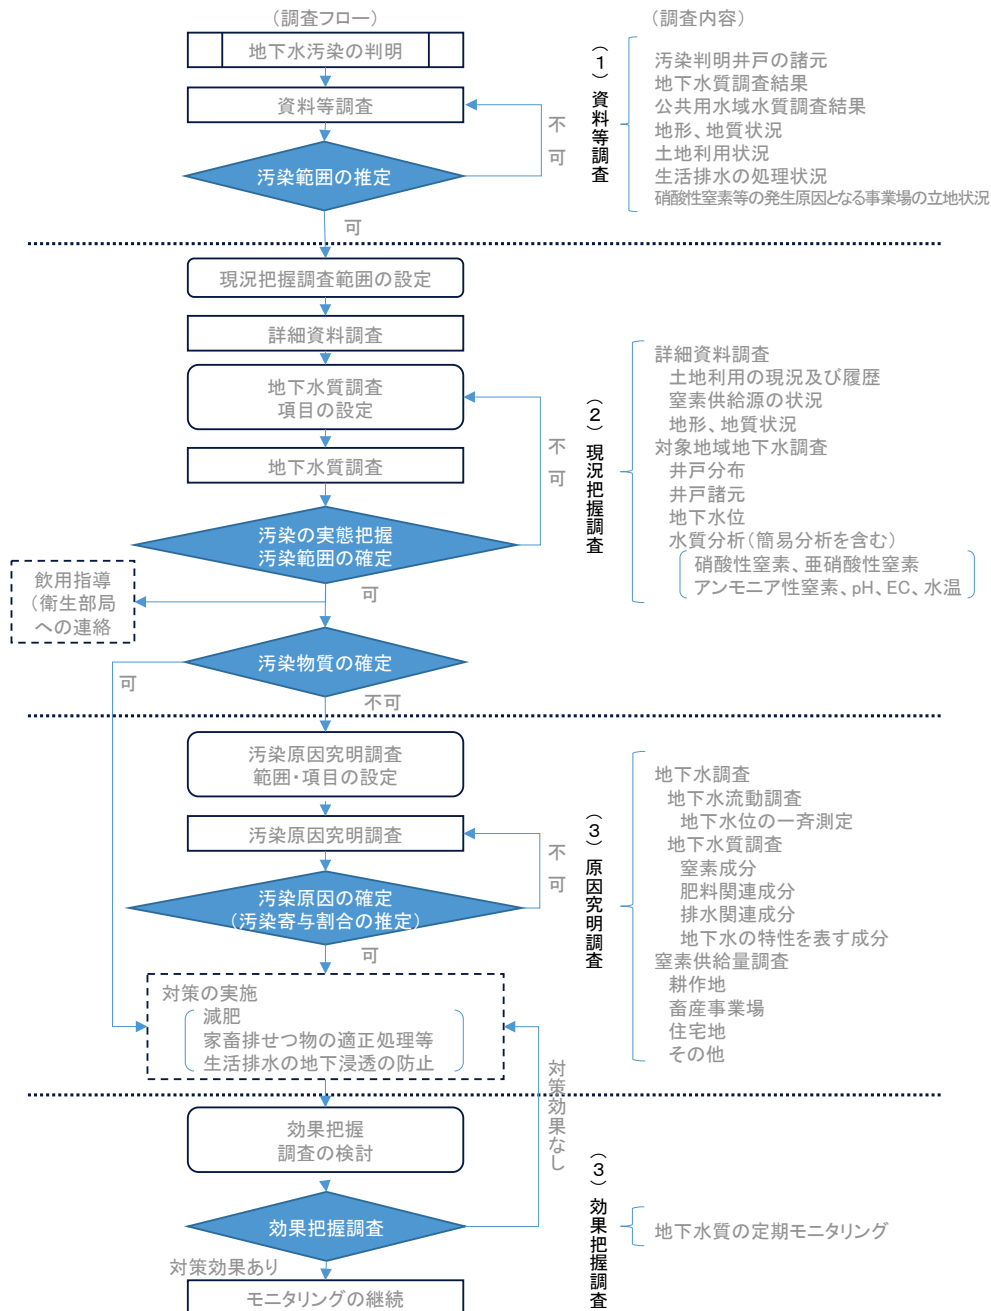 （調査フロー）
（調査内容）
地下水汚染の判明
資料等調査
不
可
汚染範囲の推定
可
（１）資料等調査
汚染判明井戸の諸元
地下水質調査結果
公共用水域水質調査結果
地形、地質状況
土地利用状況
生活排水の処理状況
硝酸性窒素等の発生原因となる事業場の立地状況
現況把握調査範囲の設定
詳細資料調査
地下水質調査
項目の設定
地下水質調査
不
可
汚染の実態把握
汚染範囲の確定
可
飲用指導
（衛生部局
への連絡
汚染物質の確定
可
不可
（２）現況把握調査
詳細資料調査
土地利用の現況及び履歴
窒素供給源の状況
地形、地質状況
対象地域地下水調査
井戸分布
井戸諸元
地下水位
水質分析（簡易分析を含む）
硝酸性窒素、亜硝酸性窒素
アンモニア性窒素、pH、EC、水温
汚染原因究明調査
範囲・項目の設定
汚染原因究明調査
不
可
汚染原因の確定
（汚染寄与割合の推定）
可
対策の実施
減肥
家畜排せつ物の適正処理等
生活排水の地下浸透の防止
（３）原因究明調査
地下水調査
地下水流動調査
地下水位の一斉測定
地下水質調査
窒素成分
肥料関連成分
排水関連成分
地下水の特性を表す成分
窒素供給量調査
耕作地
畜産事業場
住宅地
その他
対策効果なし
効果把握
調査の検討
効果把握調査
対策効果あり
モニタリングの継続
（３）効果把握調査
地下水質の定期モニタリング